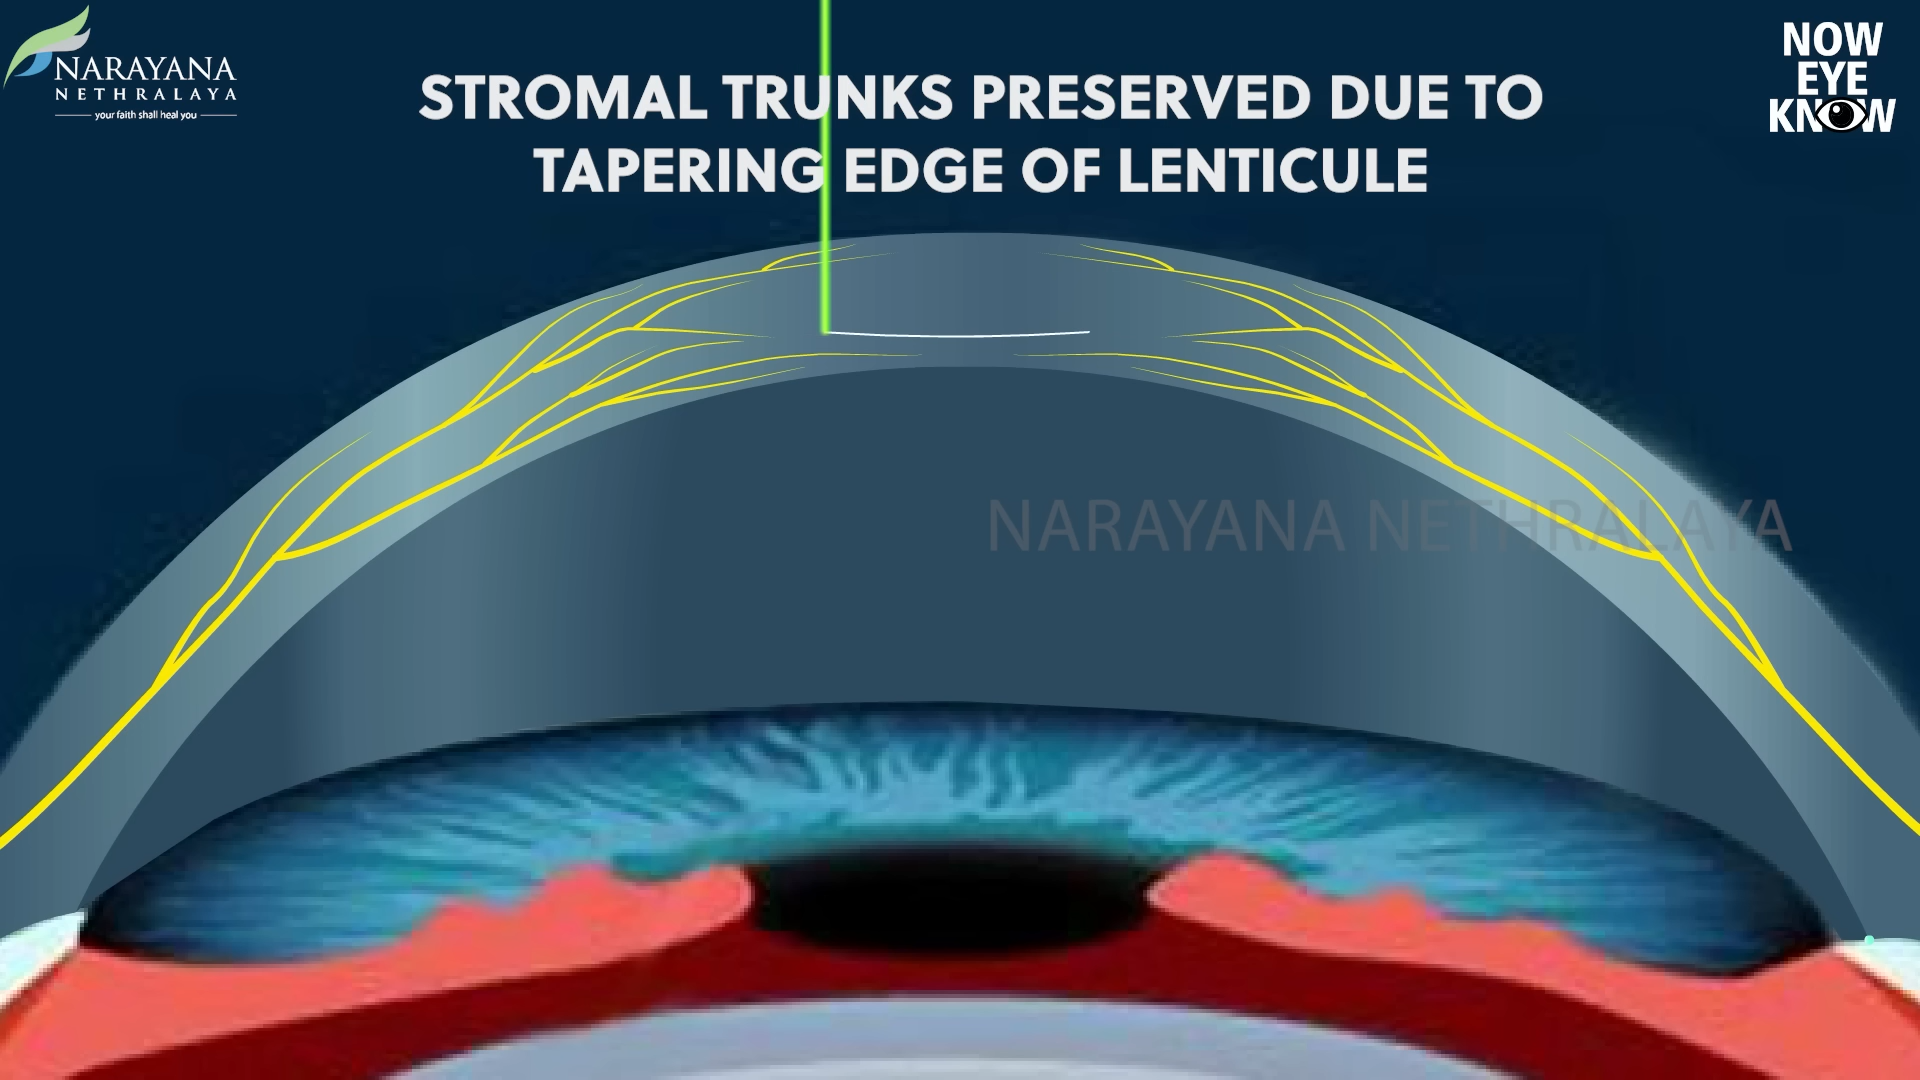 NARAYANA
NETHRALAYA
your faith shall heal you
STROMAL TRUNKS PRESERVED DUE TO
TAPERING EDGE OF LENTICULE
NOW
EYE
KNOW
NARAYANA NETHRALAYA